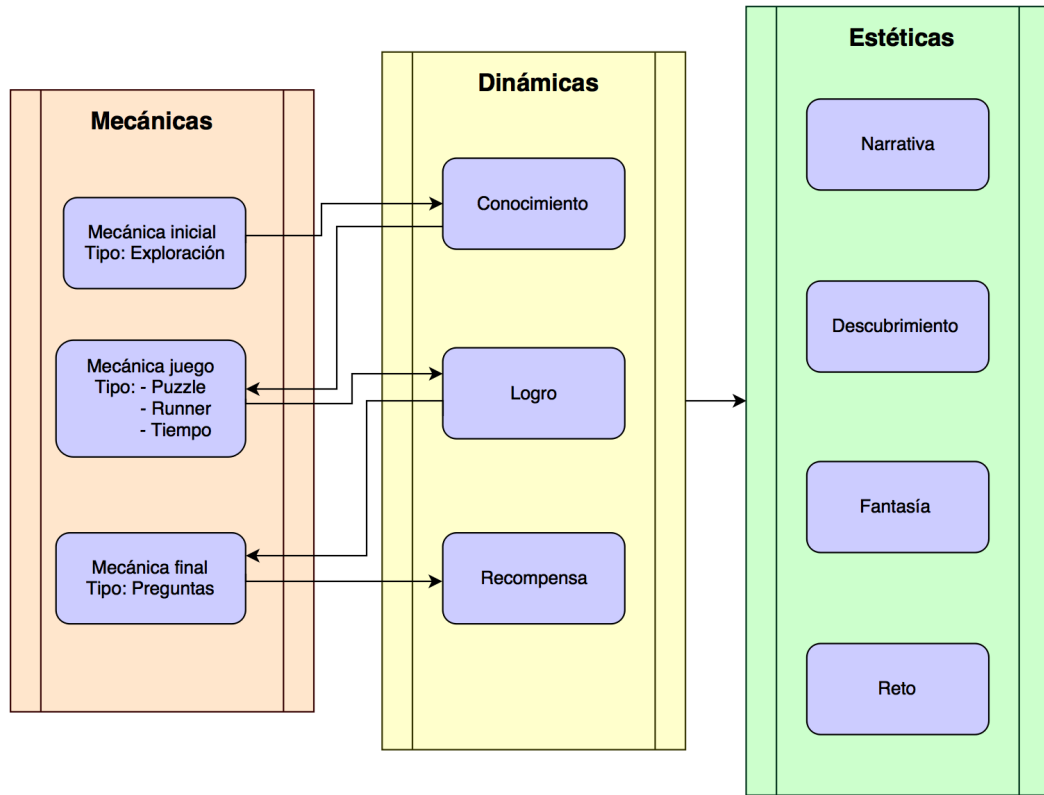 Mecánicas
Mecánica inicial
Tipo: Exploración
Mecánica juego
Tipo: - Puzzle
- Runner
- Tiempo
Mecánica final
Tipo: Preguntas
Dinámicas
Conocimiento
Logro
Recompensa
Estéticas
Narrativa
Descubrimiento
Fantasía
Reto